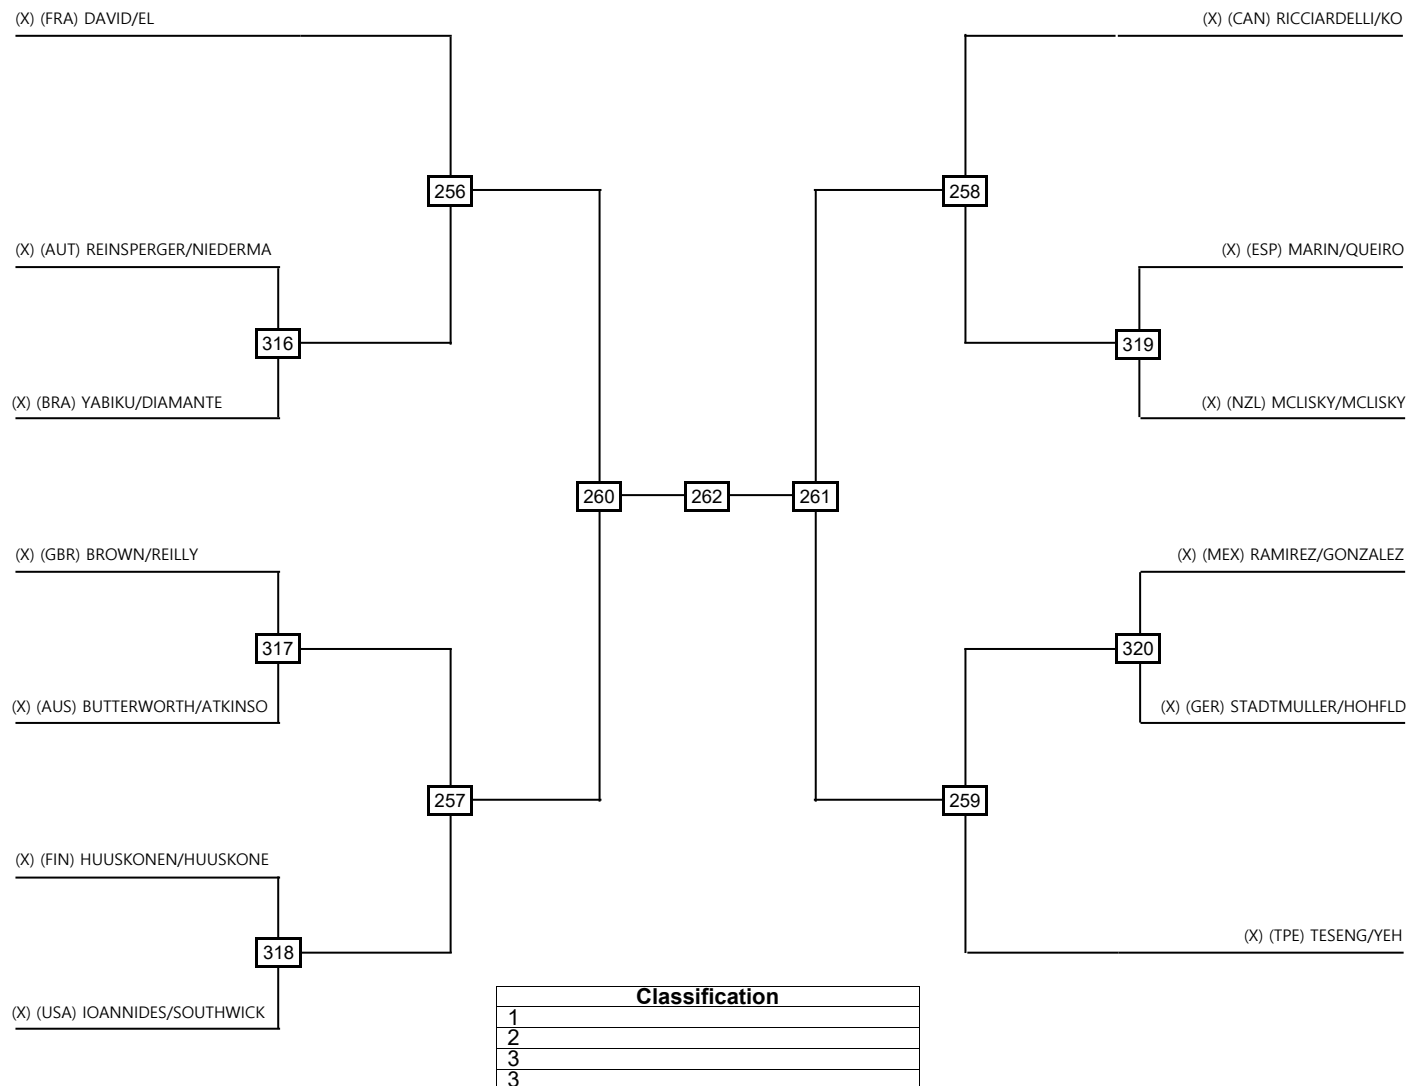 (X) (FRA) DAVID/EL
(X) (CAN) RICCIARDELLI/KO
256
258
(X) (AUT) REINSPERGER/NIEDERMA
(X) (ESP) MARIN/QUEIRO
316
319
(X) (BRA) YABIKU/DIAMANTE
(X) (NZL) MCLISKY/MCLISKY
260
262
261
(X) (GBR) BROWN/REILLY
(X) (MEX) RAMIREZ/GONZALEZ
317
320
(X) (AUS) BUTTERWORTH/ATKINSO
(X) (GER) STADTMULLER/HOHFLD
257
259
(X) (FIN) HUUSKONEN/HUUSKONE
(X) (TPE) TESENG/YEH
318
(X) (USA) IOANNIDES/SOUTHWICK
Classification
1
2
3
3